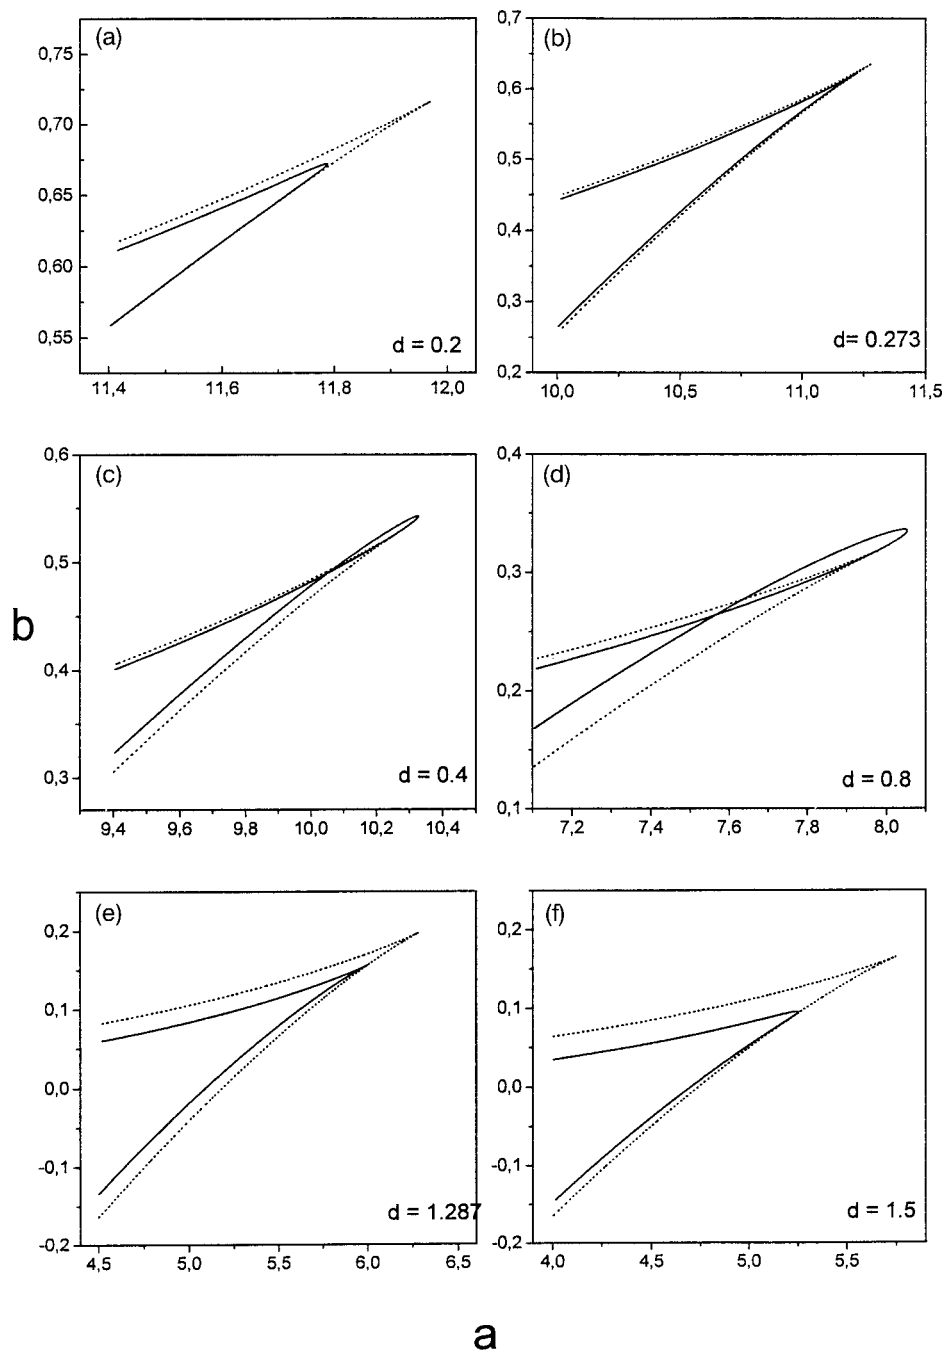 (a)
0,75
0,70
0,65
0,60
0,55
11,4 11,6 11,8 12,0
d = 0.2
(b)
0,7
0,6
0,5
0,4
0,3
0,2
10,0 10,5 11,0 11,5
d= 0.273
(c)
0,6
0,5
0,4
0,3
9,4 9,6 9,8 10,0 10,2 10,4
d = 0.4
(d)
0,4
0,3
0,2
0,1
7,2 7,4 7,6 7,8 8,0
d = 0.8
b
(e)
0,2
0,1
0,0
-0,1
-0,2
4,5 5,0 5,5 6,0 6,5
d = 1.287
(f)
0,2
0,1
0,0
-0,1
-0,2
4,0 4,5 5,0 5,5
d = 1.5
a